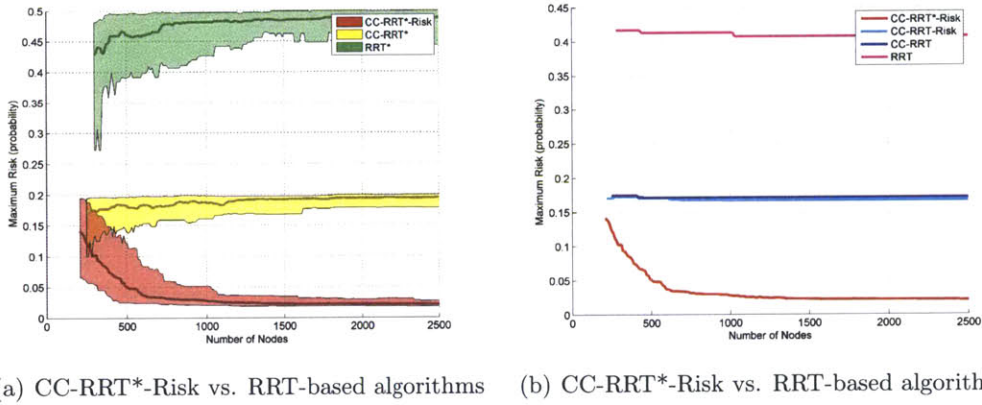 0.5
0.45
0.4
0.35
0.3
0.25
0.2
0.15
0.1
0.05
0
Maximum Risk (probability)
0
500
1000
1500
2000
2500
Number of Nodes
CC-RRT*-Risk
CC-RRT*
RRT*
(a) CC-RRT*-Risk vs. RRT-based algorithms
0.45
0.4
0.35
0.3
0.25
0.2
0.15
0.1
0.05
0
Maximum Risk (probability)
0
500
1000
1500
2000
2500
Number of Nodes
CC-RRT*-Risk
CC-RRT-Risk
CC-RRT
RRT
(b) CC-RRT*-Risk vs. RRT-based algorith